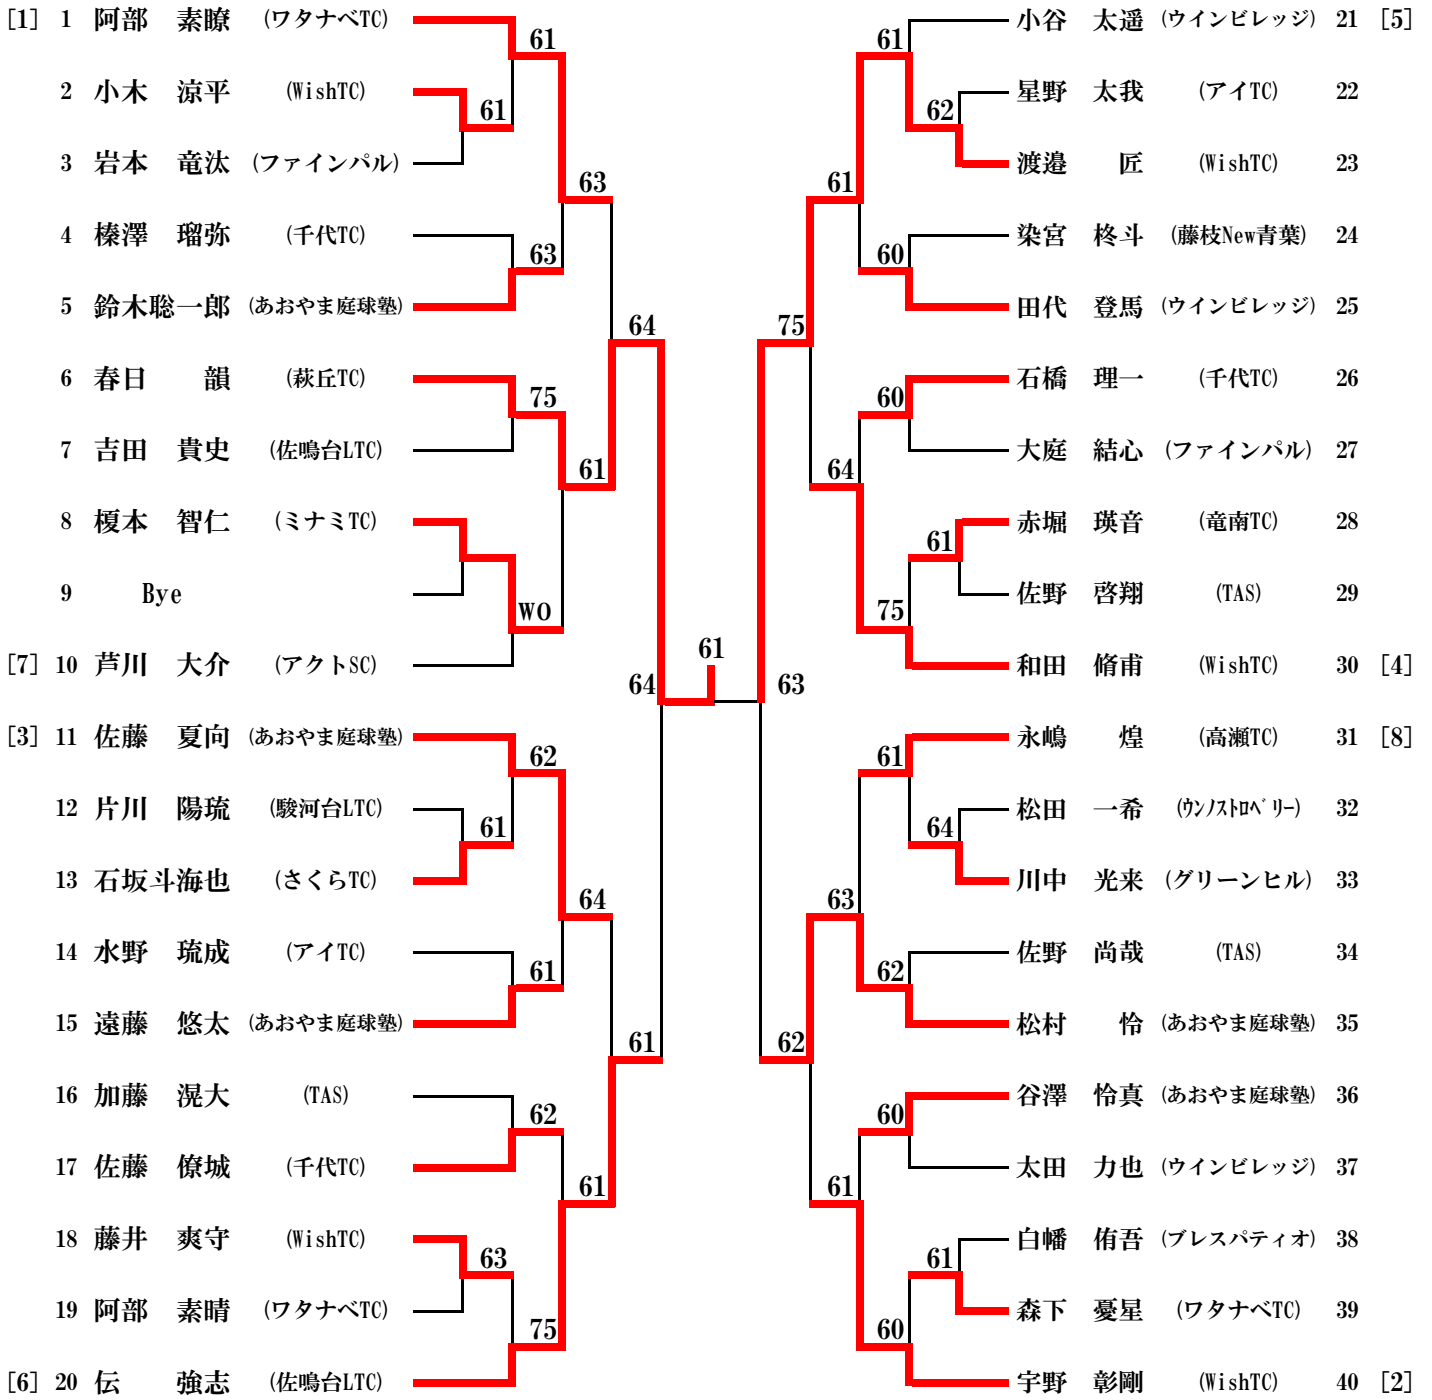 [1] 1 阿部 素瞭 (ワタナベTC)
61
2 小木 涼平 (WishTC)
61
3 岩本 竜汰 (ファインパル)
63
4 榛澤 瑠弥 (千代TC)
63
5 鈴木聡一郎 (あおやま庭球塾)
64
6 春日 韻 (萩丘TC)
75
7 吉田 貴史 (佐鳴台LTC)
61
8 榎本 智仁 (ミナミTC)
9 Bye
WO
[7] 10 芦川 大介 (アクトSC)
64
[3] 11 佐藤 夏向 (あおやま庭球塾)
62
12 片川 陽琉 (駿河台LTC)
61
13 石坂斗海也 (さくらTC)
64
14 水野 琉成 (アイTC)
61
15 遠藤 悠太 (あおやま庭球塾)
61
16 加藤 滉大 (TAS)
62
17 佐藤 僚城 (千代TC)
61
18 藤井 爽守 (WishTC)
63
19 阿部 素晴 (ワタナベTC)
75
[6] 20 伝 強志 (佐鳴台LTC)
61
小谷 太遥 (ウインビレッジ) 21 [5]
61
星野 太我 (アイTC) 22
62
渡邉 匠 (WishTC) 23
61
染宮 柊斗 (藤枝New青葉) 24
60
田代 登馬 (ウインビレッジ) 25
75
石橋 理一 (千代TC) 26
60
大庭 結心 (ファインパル) 27
64
赤堀 瑛音 (竜南TC) 28
61
佐野 啓翔 (TAS) 29
75
和田 脩甫 (WishTC) 30 [4]
63
永嶋 煌 (高瀬TC) 31 [8]
61
松田 一希 (ウンノストロベリー) 32
64
川中 光来 (グリーンヒル) 33
63
佐野 尚哉 (TAS) 34
62
松村 怜 (あおやま庭球塾) 35
62
谷澤 怜真 (あおやま庭球塾) 36
60
太田 力也 (ウインビレッジ) 37
61
白幡 侑吾 (ブレスパティオ) 38
61
森下 憂星 (ワタナベTC) 39
60
宇野 彰剛 (WishTC) 40 [2]